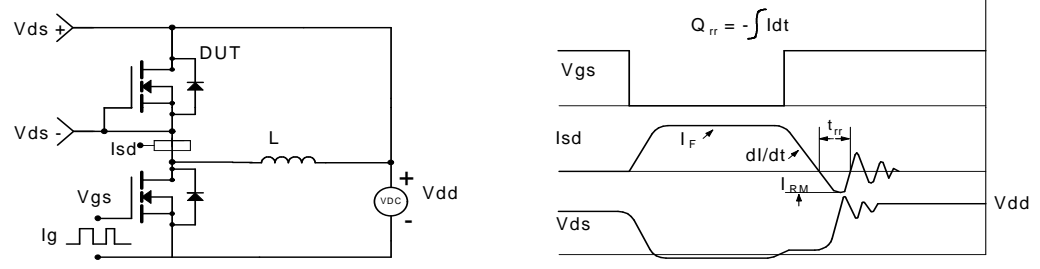 Vds +
DUT
Vds -
Isd
L
Vgs
Ig
VDC
+
-
Vdd
Q rr = - ∫ Idt
Vgs
Isd
I F
dI/dt
t rr
I RM
Vdd
Vds